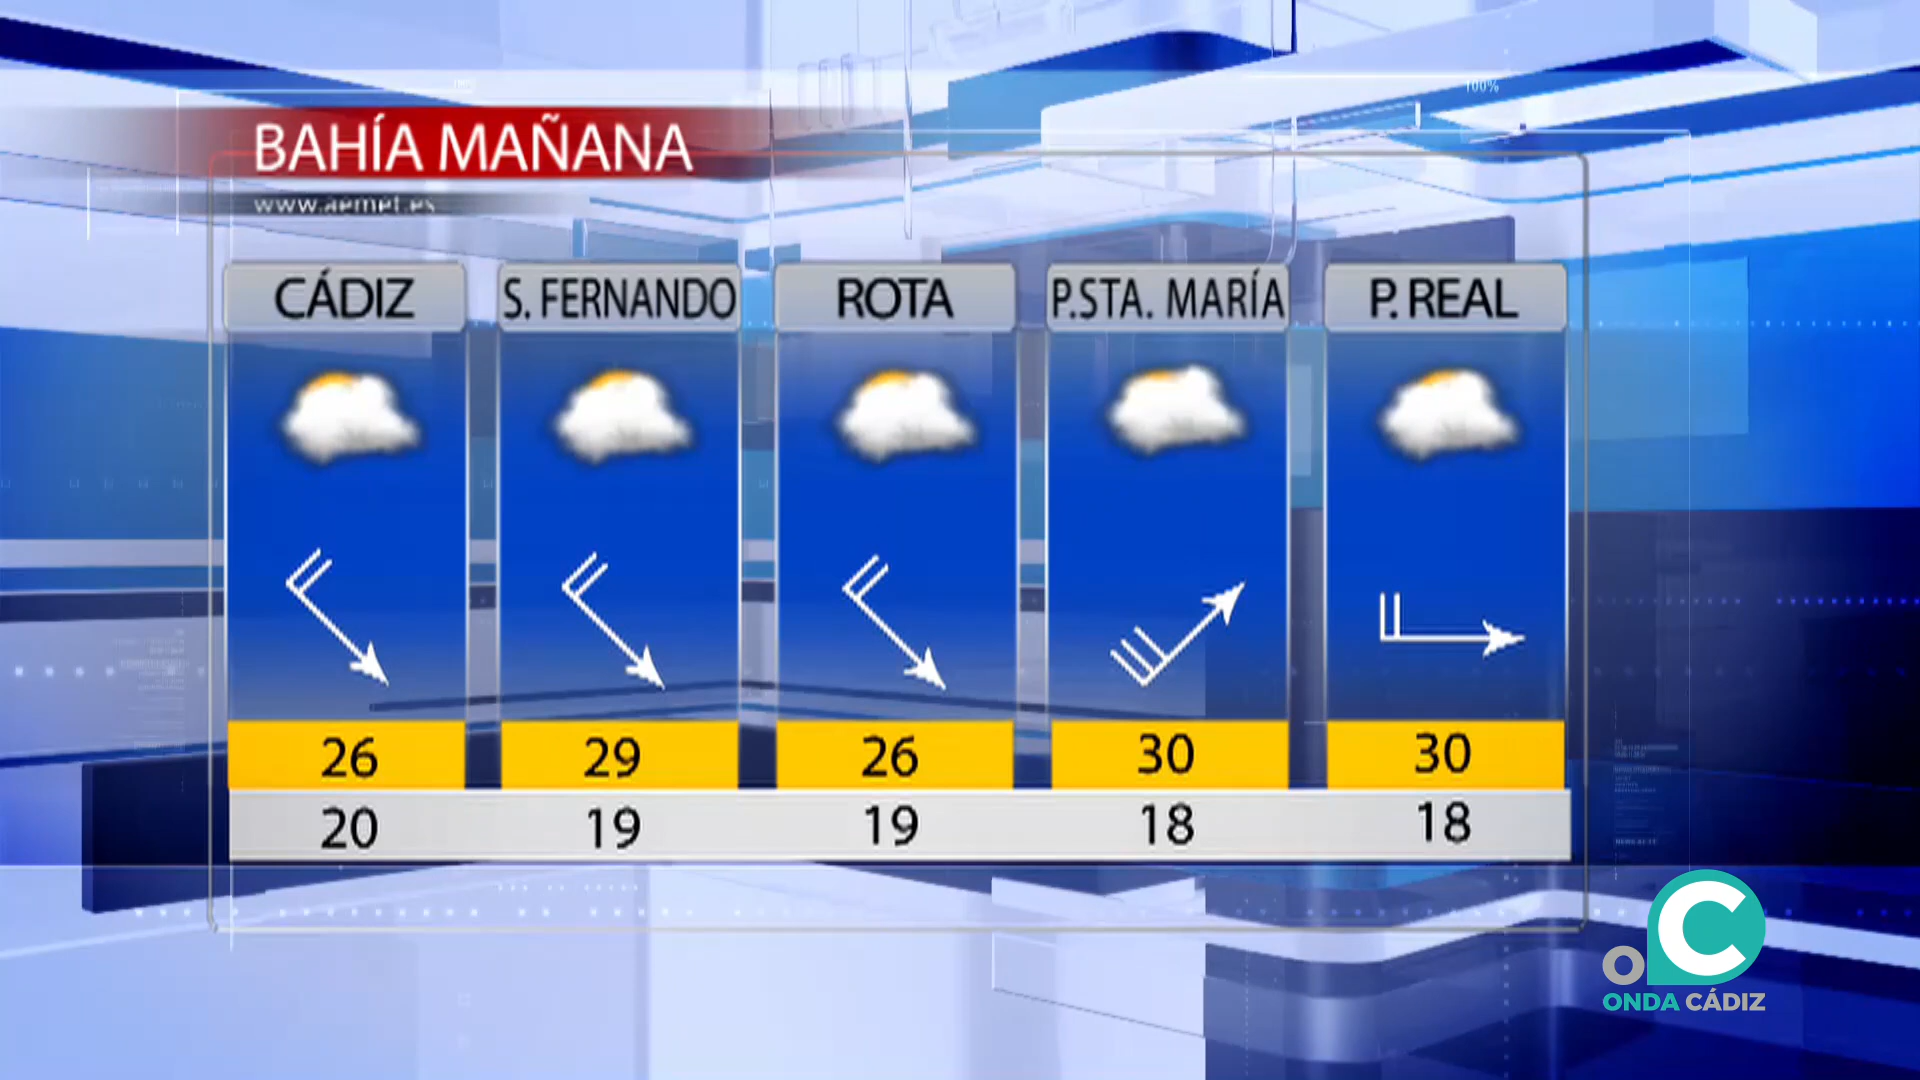 100%
BAHÍA MAÑANA
www.aemet.es
CÁDIZ S. FERNANDO ROTA P.STA. MARÍA P. REAL
26 29 26 30 30
20 19 19 18 18
O C
ONDA CÁDIZ